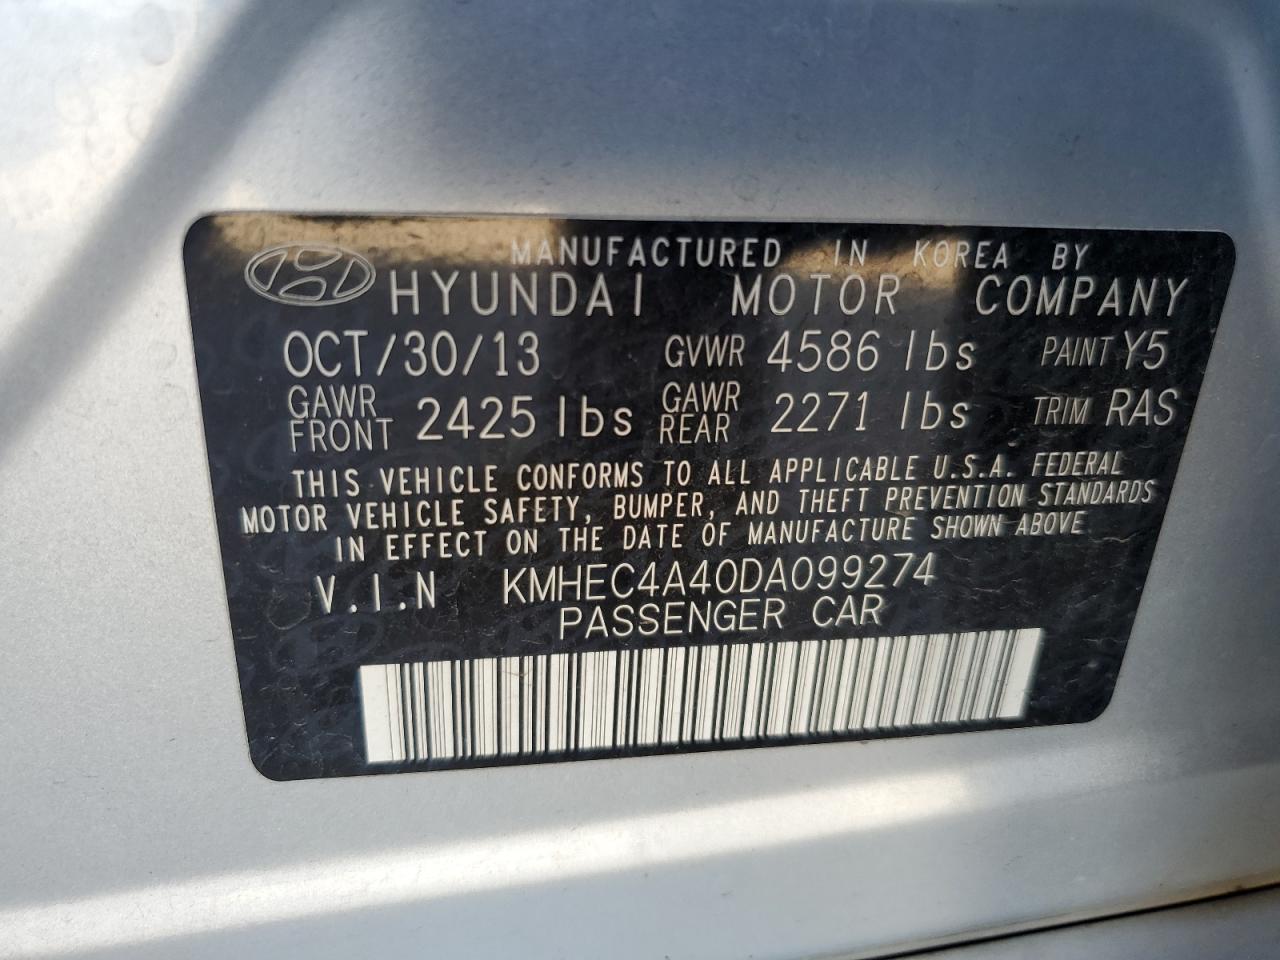 MANUFACTURED IN KOREA BY
HYUNDAI MOTOR COMPANY
OCT/30/13 GVWR 4586 lbs PAINT Y5
GAWR FRONT 2425 lbs GAWR REAR 2271 lbs TRIM RAS
THIS VEHICLE CONFORMS TO ALL APPLICABLE U.S.A. FEDERAL
MOTOR VEHICLE SAFETY, BUMPER, AND THEFT PREVENTION STANDARDS
IN EFFECT ON THE DATE OF MANUFACTURE SHOWN ABOVE
V.I.N KMHEC4A40DA099274
PASSENGER CAR